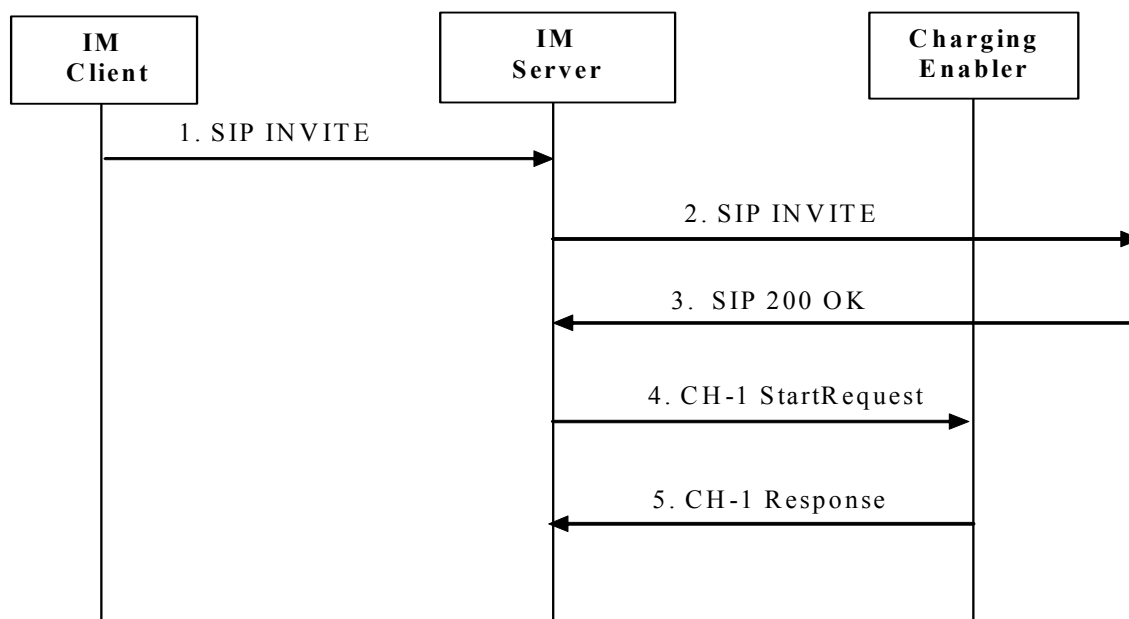 IM
Client
IM
Server
Charging
Enabler
1. SIP INVITE
2. SIP INVITE
3. SIP 200 OK
4. CH-1 StartRequest
5. CH-1 Response